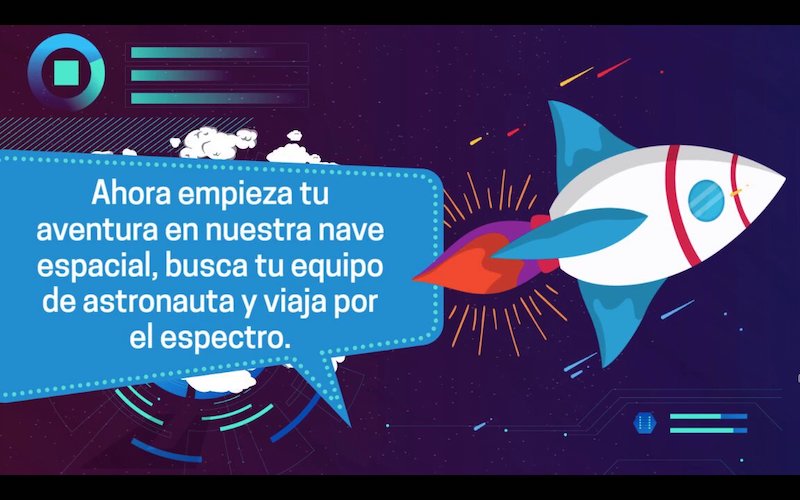 Ahora empieza tu
aventura en nuestra nave
espacial, busca tu equipo
de astronauta y viaja por
el espectro.